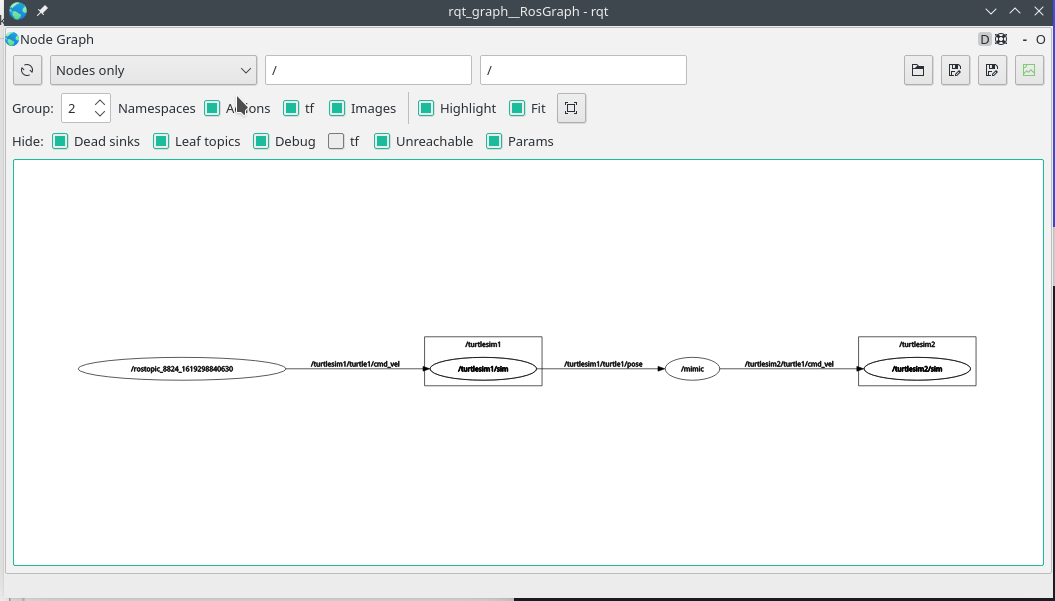 rqt_graph__RosGraph - rqt
Node Graph
D - O
Nodes only / /
Group: 2 Namespaces Actions tf Images Highlight Fit
Hide: Dead sinks Leaf topics Debug tf Unreachable Params
/turtlesim1 /turtlesim2
/rostopic_8824_1619298840630 /turtlesim1/turtle1/cmd_vel /turtlesim1/sim /turtlesim1/turtle1/pose /mimic /turtlesim2/turtle1/cmd_vel /turtlesim2/sim